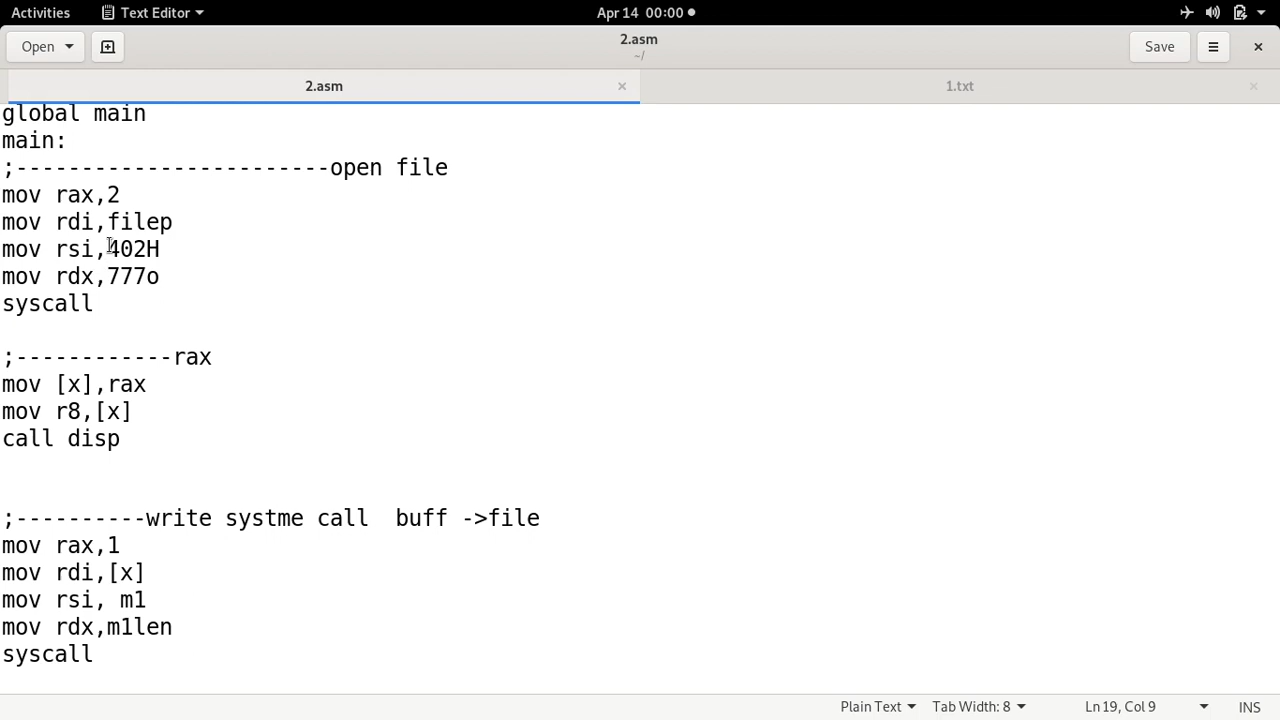 Activities Text Editor Apr 14 00:00
Open 2.asm Save
~/
2.asm 1.txt
global main
main:
;------------------------open file
mov rax,2
mov rdi,filep
mov rsi,402H
mov rdx,777o
syscall
;------------rax
mov [x],rax
mov r8,[x]
call disp
;----------write systme call  buff ->file
mov rax,1
mov rdi,[x]
mov rsi, m1
mov rdx,m1len
syscall
Plain Text Tab Width: 8 Ln 19, Col 9 INS